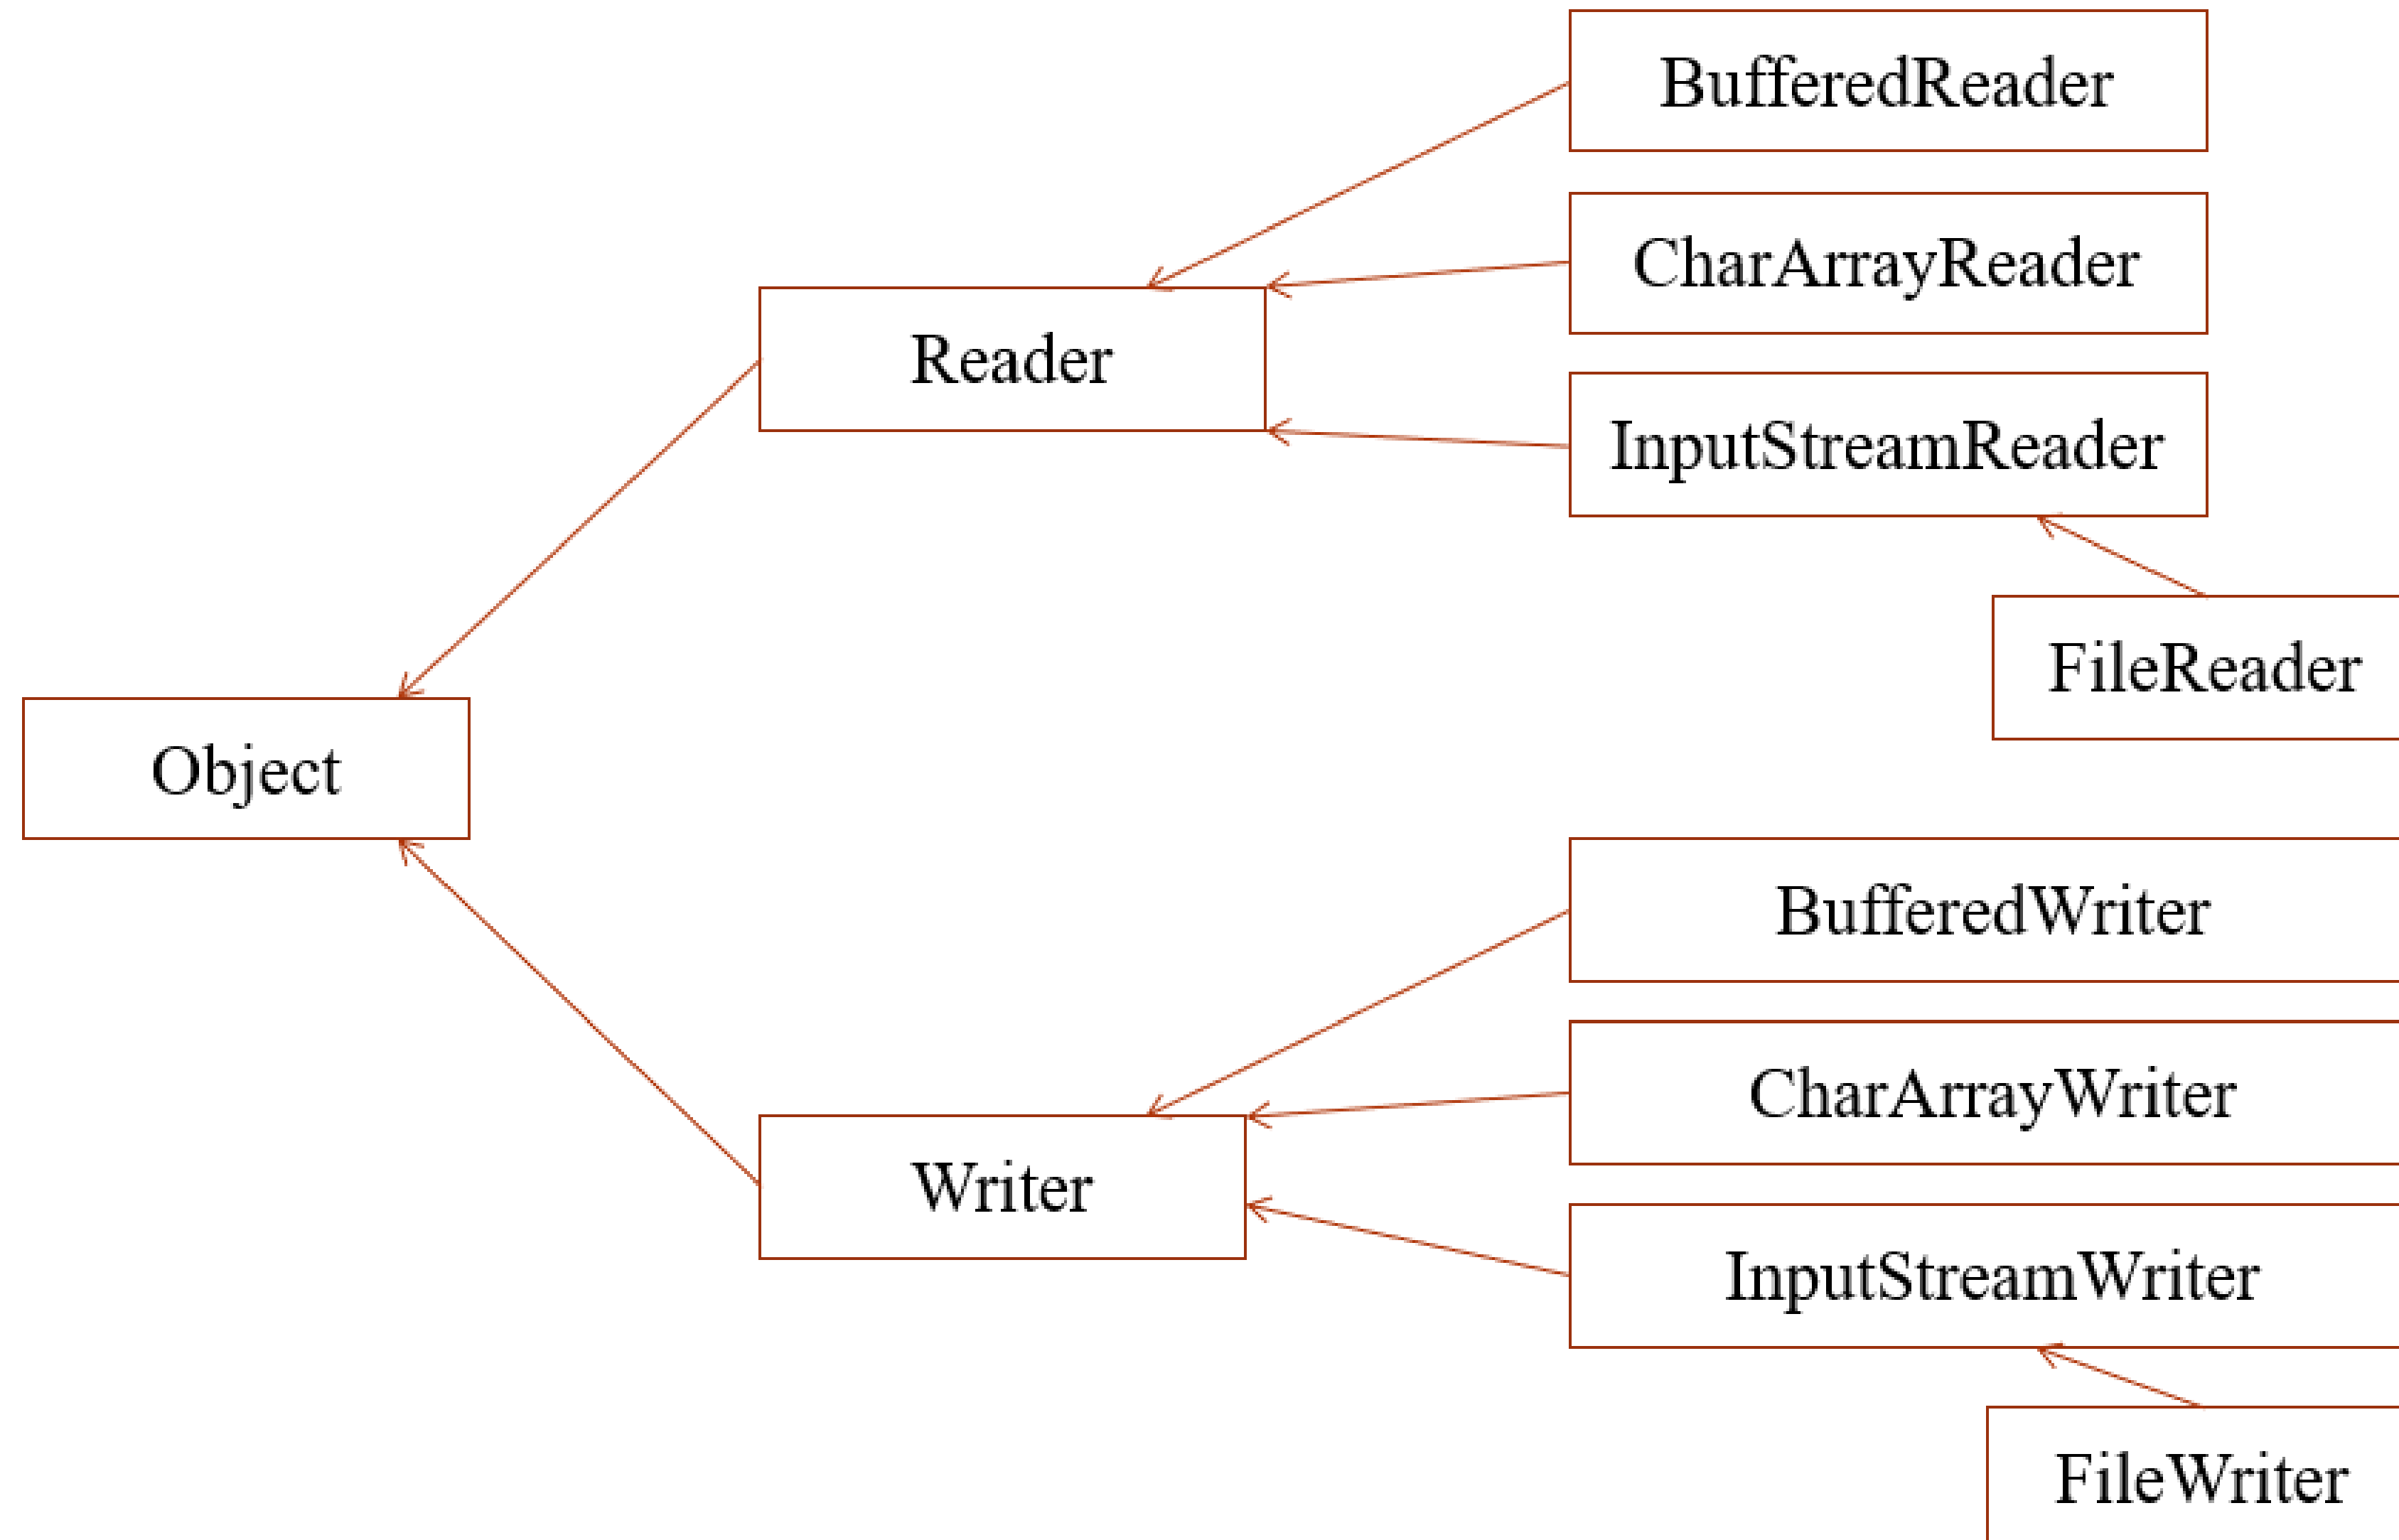 BufferedReader
CharArrayReader
Reader
InputStreamReader
FileReader
Object
BufferedWriter
CharArrayWriter
Writer
InputStreamWriter
FileWriter